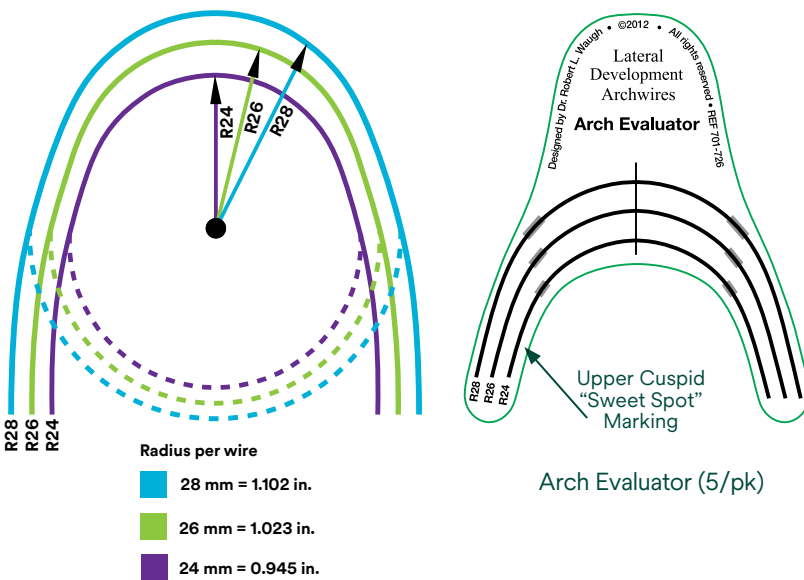 R24
R26
R28
R28
R26
R24
Radius per wire
28 mm = 1.102 in.
26 mm = 1.023 in.
24 mm = 0.945 in.
Designed by Dr. Robert L. Waugh • ©2012 • All rights reserved • REF 701-726
Lateral
Development
Archwires
Arch Evaluator
R28
R26
R24
Upper Cuspid
“Sweet Spot”
Marking
Arch Evaluator (5/pk)